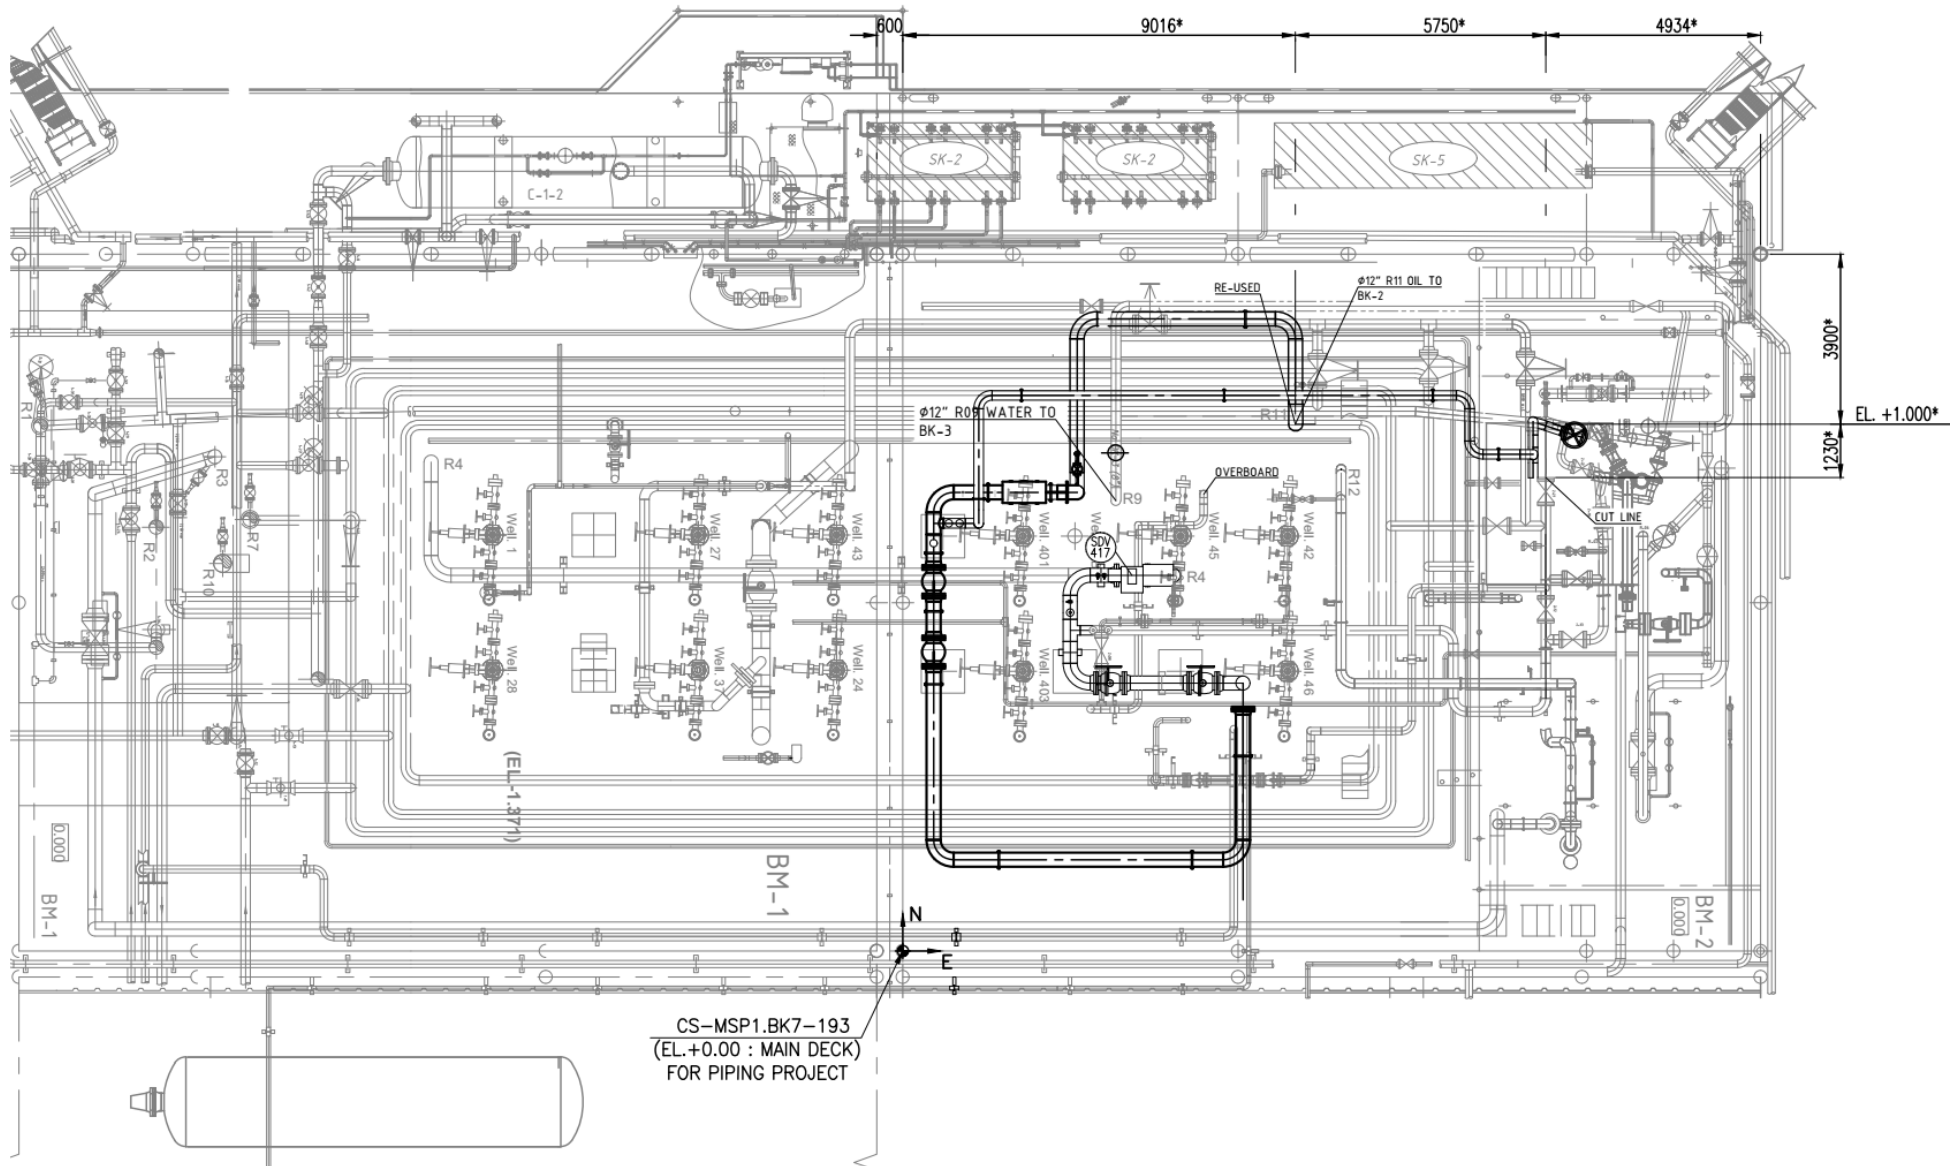 600
9016*
5750*
4934*
SK-2
SK-2
SK-5
C-1-2
3900*
1230*
EL. +1.000*
RE-USED
ø12" R11 OIL TO
BK-2
R11
ø12" R09 WATER TO
BK-3
R9
OVERBOARD
CUT LINE
R12
R1
R2
R3
R7
R10
R4
Well. 1
Well 27
Well 43
Well. 401
Well. 45
Well. 42
SDV
417
R4
Well. 28
Well. 37
Well. 24
Well. 403
Well. 46
(EL-1.371)
0.000
BM-1
BM-1
0.000
BM-2
N
E
CS-MSP1.BK7-193
(EL.+0.00 : MAIN DECK)
FOR PIPING PROJECT